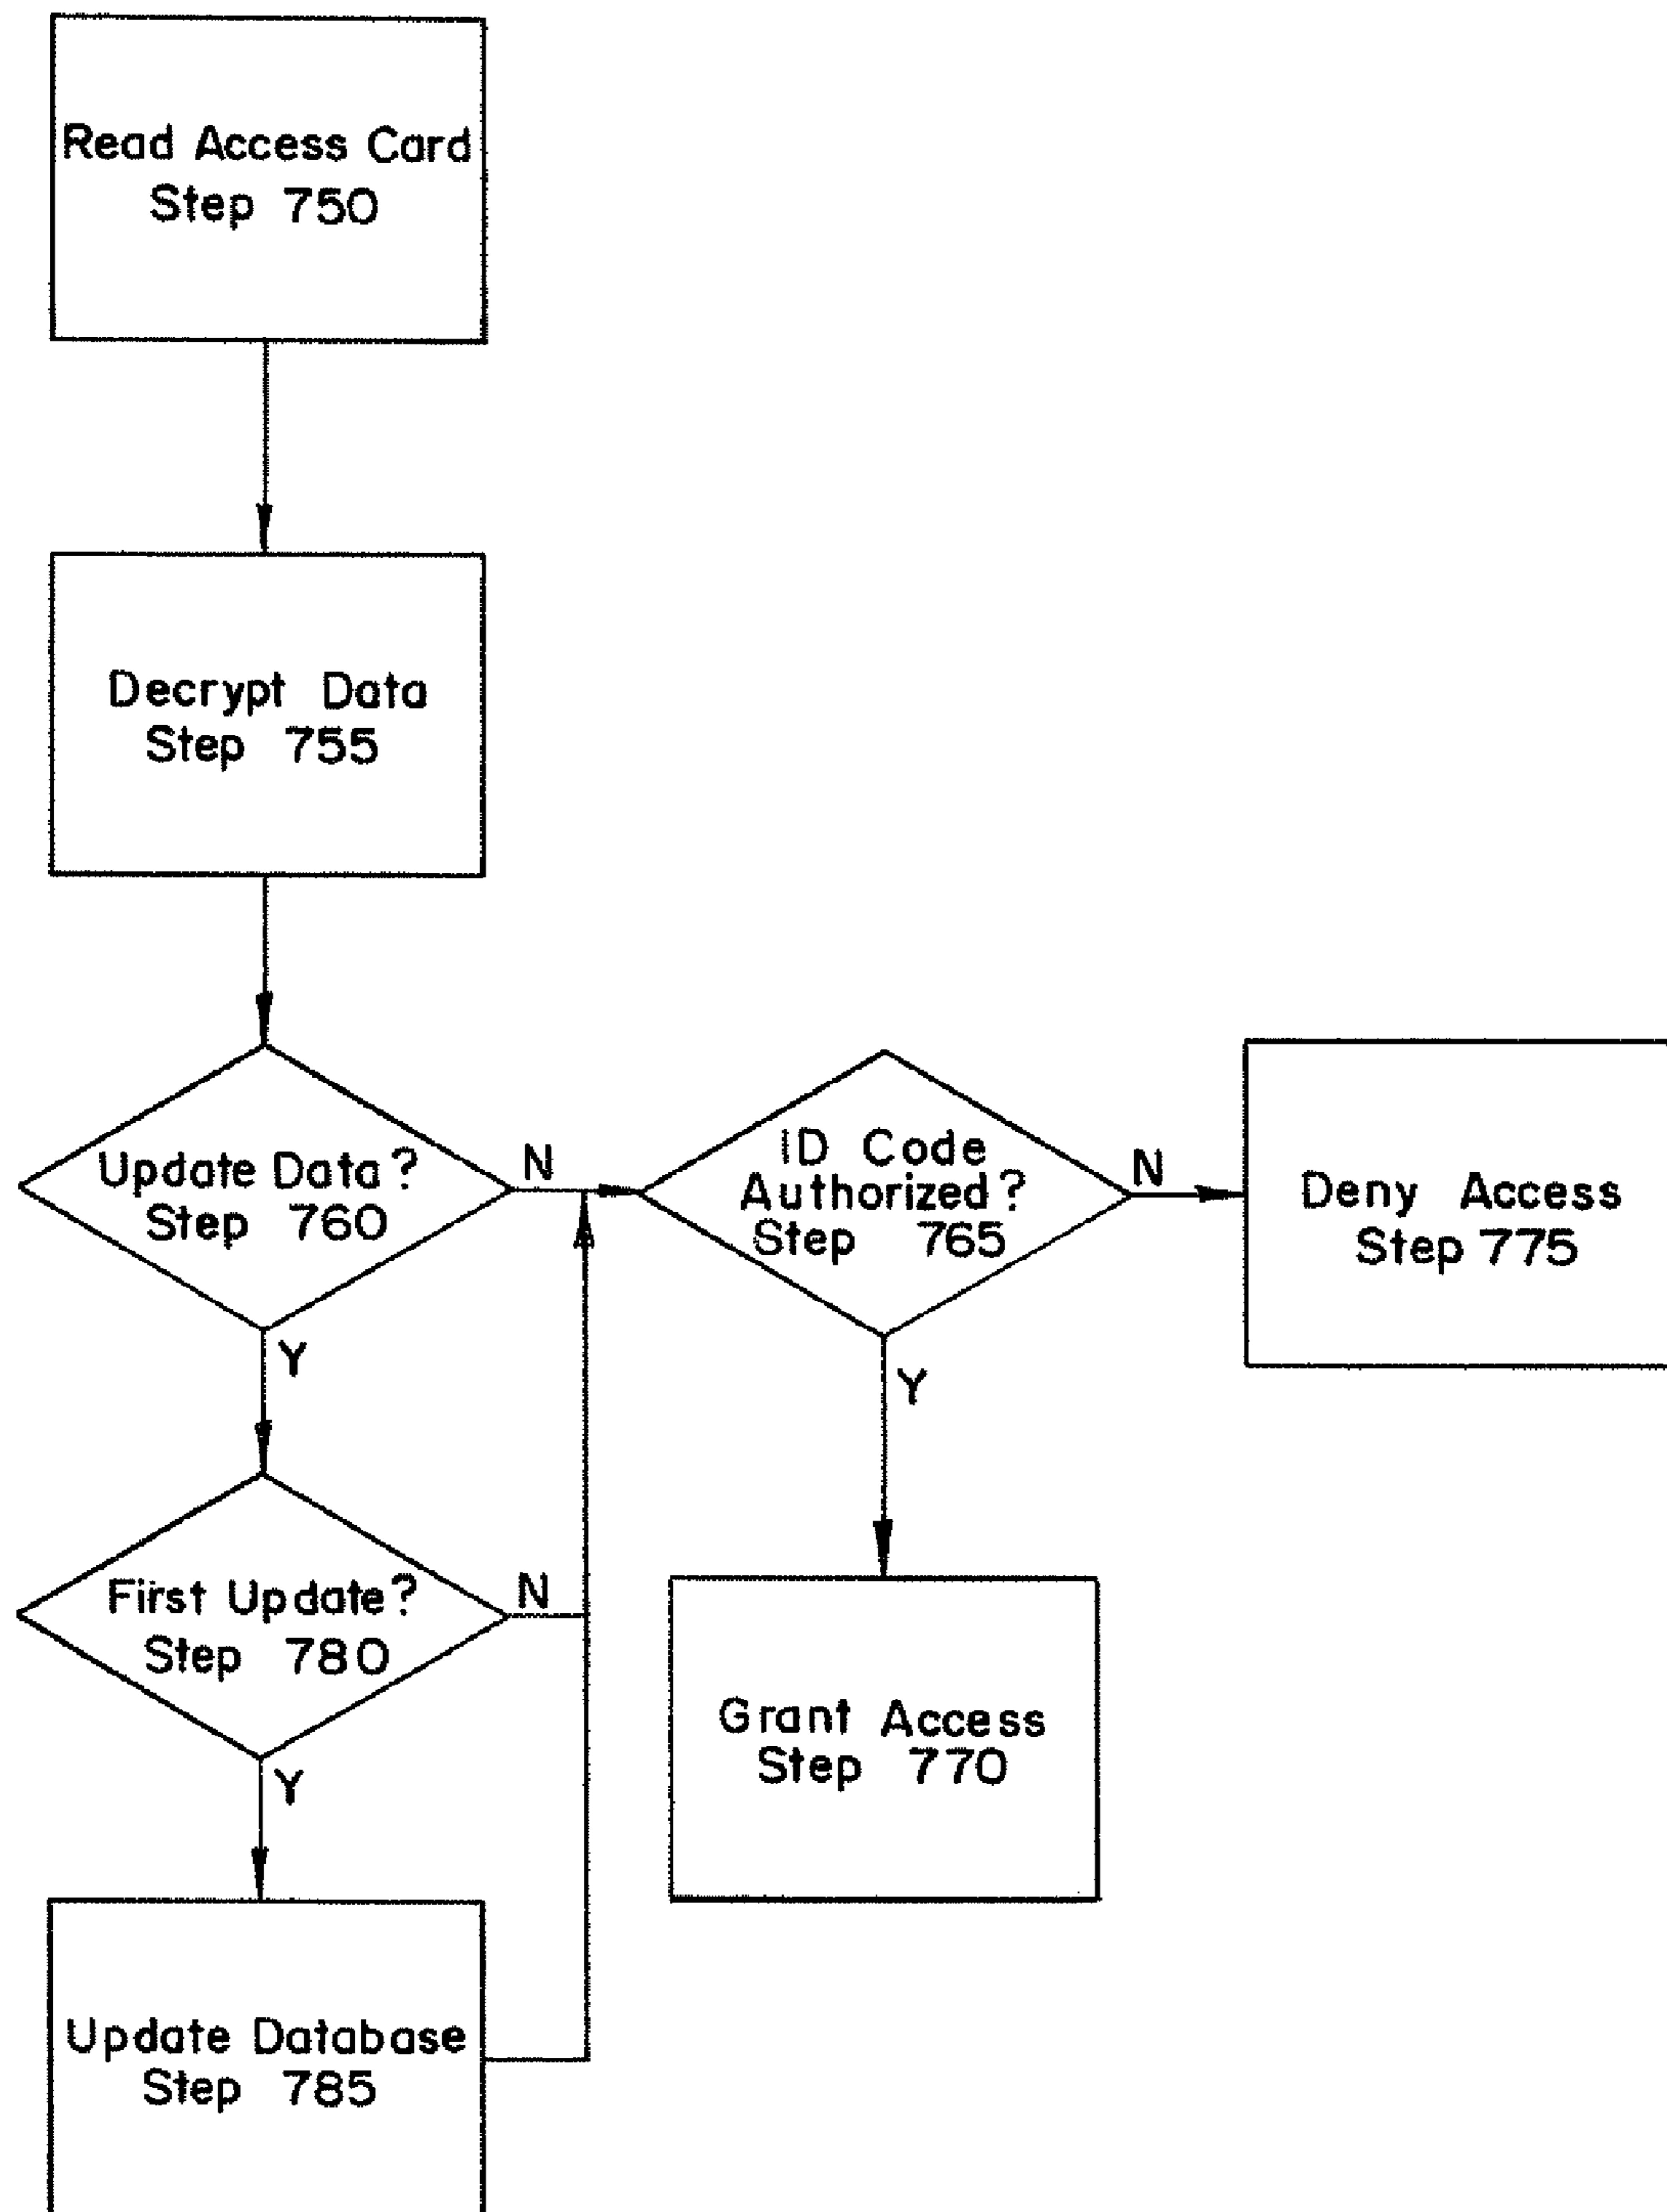 Read Access Card
Step 750
Decrypt Data
Step 755
Update Data?
Step 760
N
Y
ID Code
Authorized?
Step 765
N
Y
Deny Access
Step 775
First Update?
Step 780
N
Y
Grant Access
Step 770
Update Database
Step 785